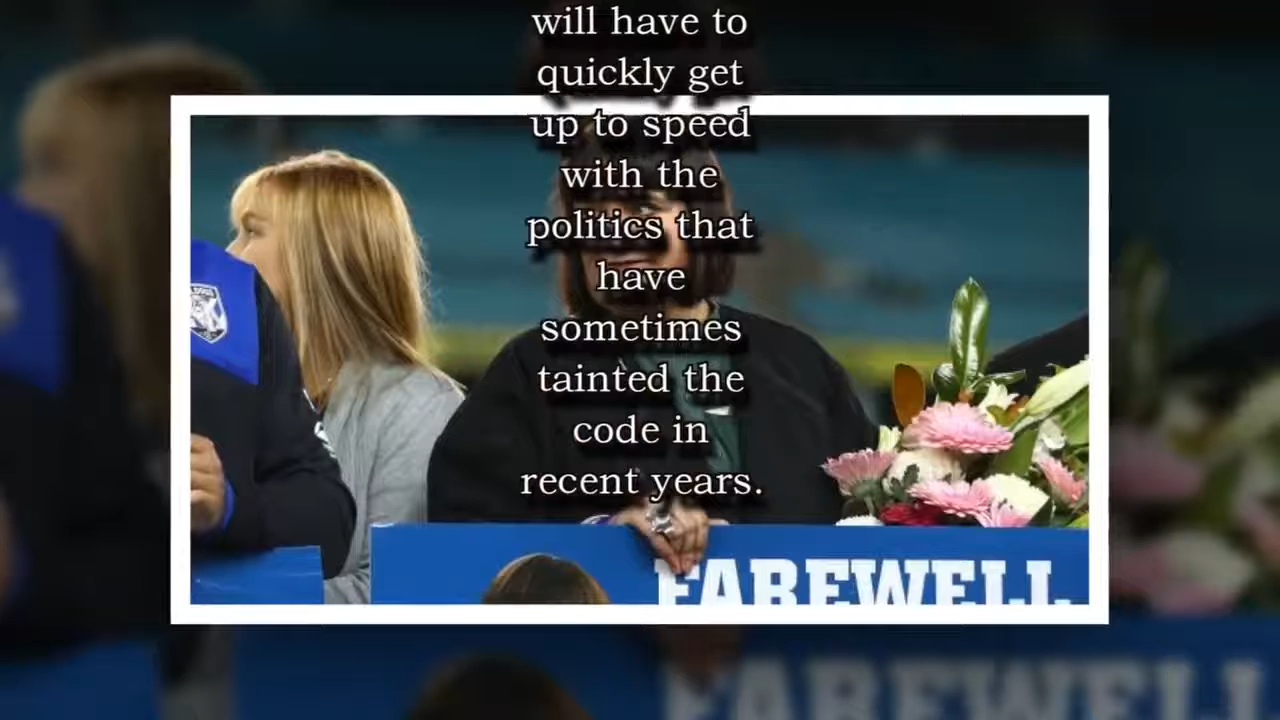 will have to
quickly get
up to speed
with the
politics that
have
sometimes
tainted the
code in
recent years.
FAREWELL
FAREWELL